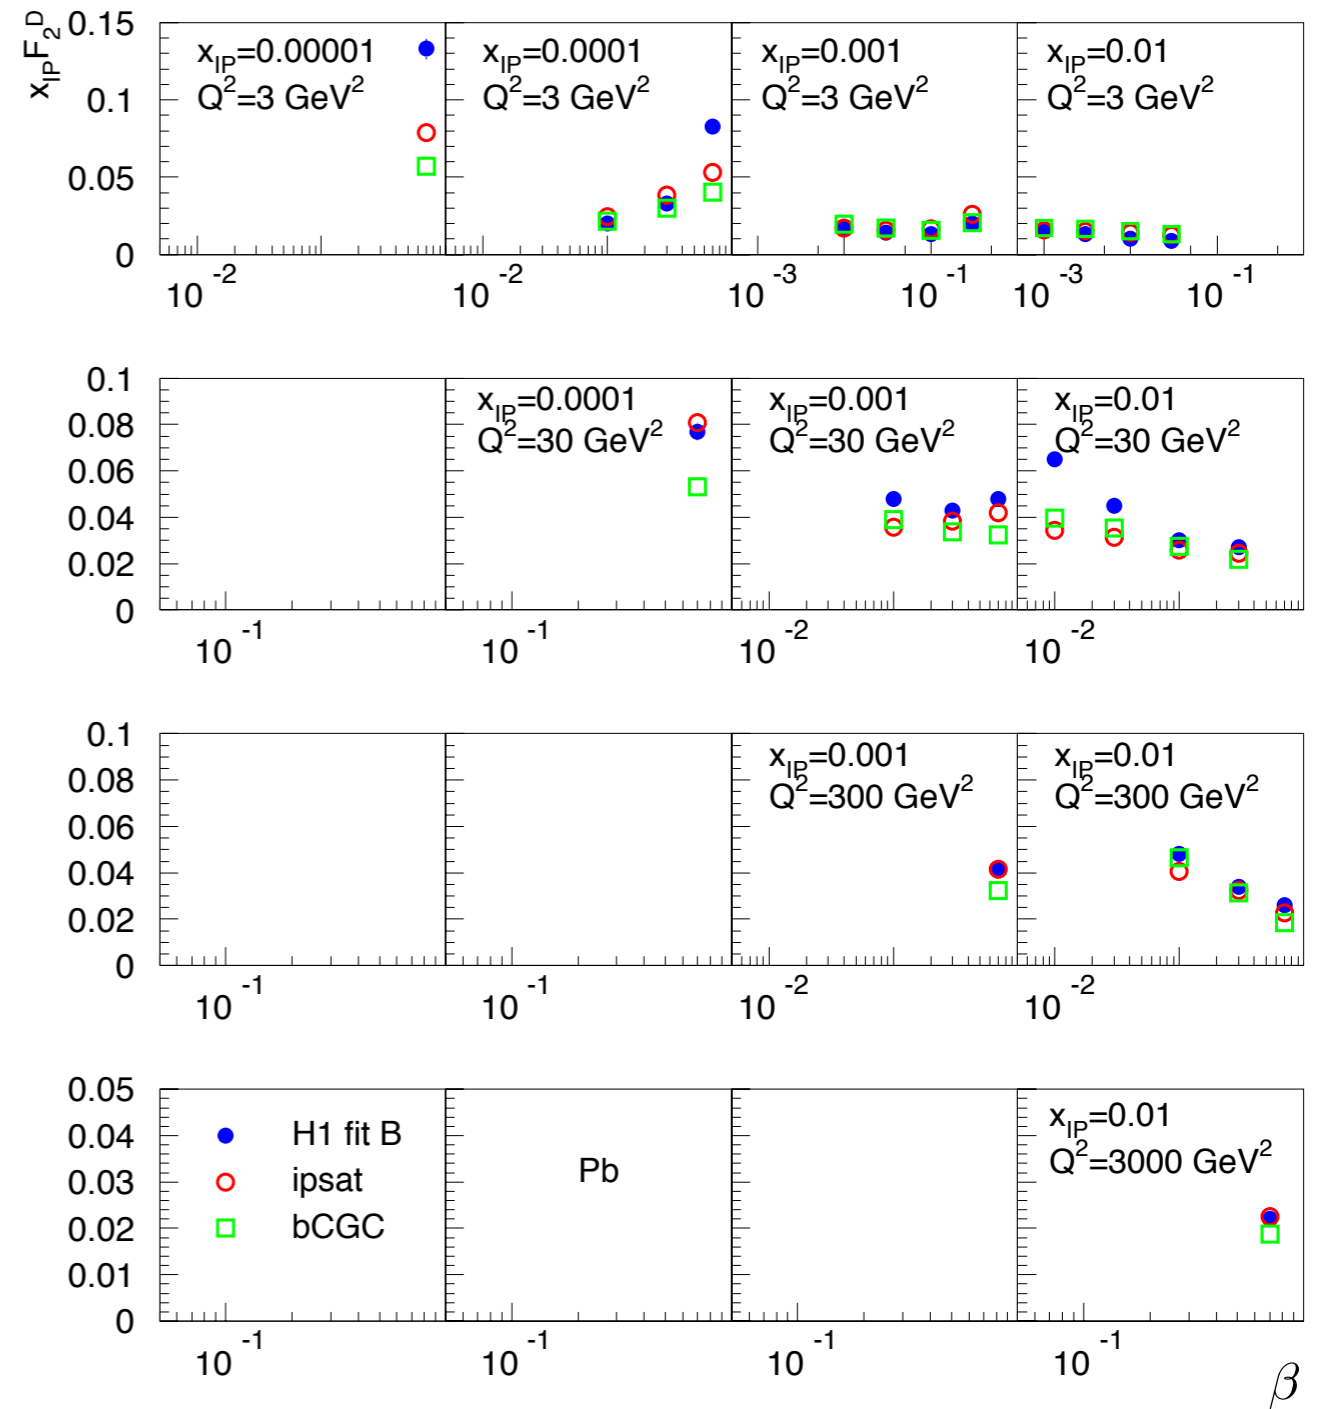 x_IP F_2^D
0.15
0.1
0.05
0
x_IP=0.00001
Q^2=3 GeV^2
x_IP=0.0001
Q^2=3 GeV^2
x_IP=0.001
Q^2=3 GeV^2
x_IP=0.01
Q^2=3 GeV^2
10^-2 10^-2 10^-3 10^-1 10^-3 10^-1
0.1
0.08
0.06
0.04
0.02
0
x_IP=0.0001
Q^2=30 GeV^2
x_IP=0.001
Q^2=30 GeV^2
x_IP=0.01
Q^2=30 GeV^2
10^-1 10^-1 10^-2 10^-2
0.1
0.08
0.06
0.04
0.02
0
x_IP=0.001
Q^2=300 GeV^2
x_IP=0.01
Q^2=300 GeV^2
10^-1 10^-1 10^-2 10^-2
0.05
0.04
0.03
0.02
0.01
0
H1 fit B
ipsat
bCGC
Pb
x_IP=0.01
Q^2=3000 GeV^2
10^-1 10^-1 10^-1 10^-1
β